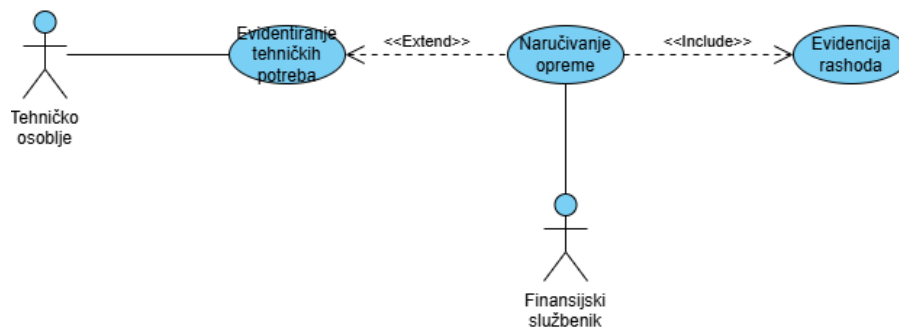 Evidentiranje
tehničkih
potreba
<<Extend>>
Naručivanje
opreme
<<Include>>
Evidencija
rashoda
Tehničko
osoblje
Finansijski
službenik